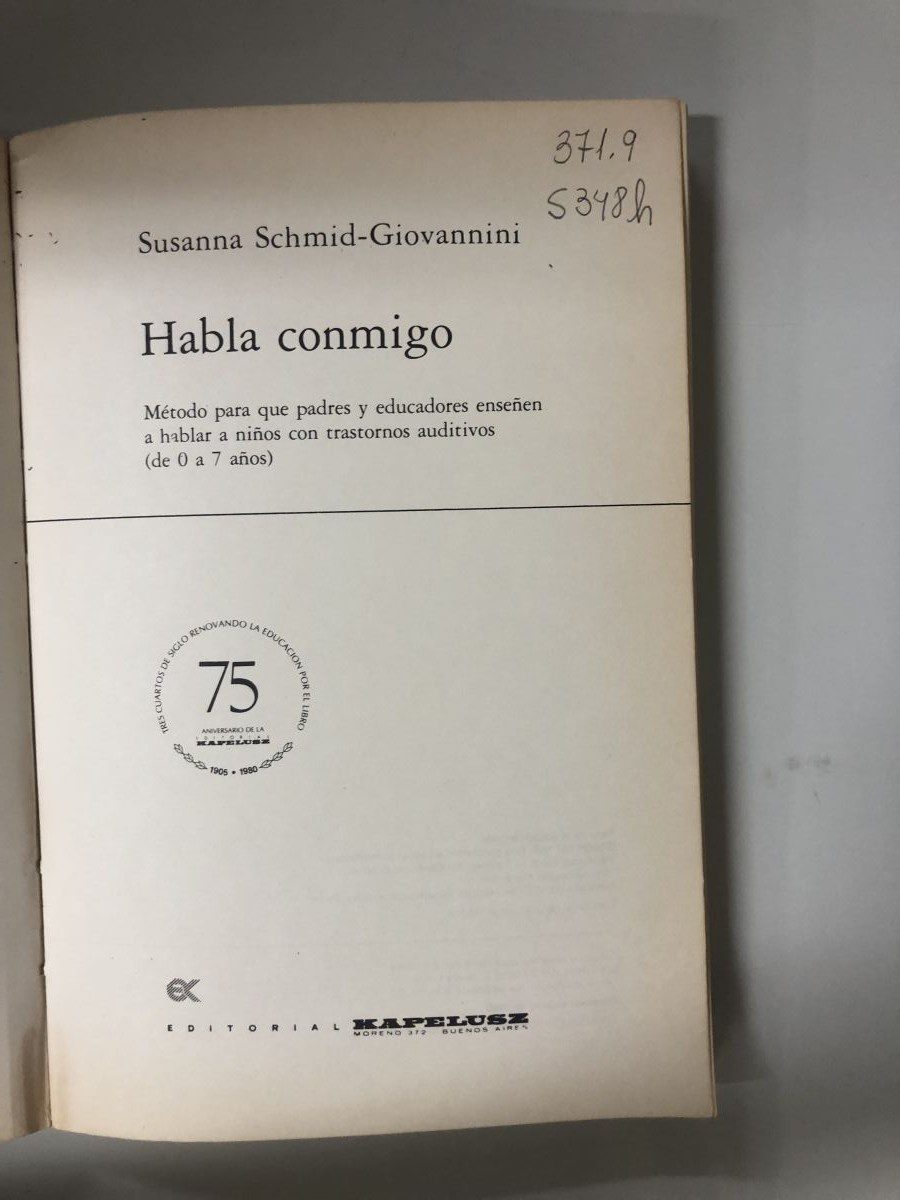 371.9
S348h
Susanna Schmid-Giovannini
Habla conmigo
Método para que padres y educadores enseñen
a hablar a niños con trastornos auditivos
(de 0 a 7 años)
TRES CUARTOS DE SIGLO RENOVANDO LA EDUCACION POR EL LIBRO
75
ANIVERSARIO DE LA
EDITORIAL
KAPELUSZ
1905 • 1980
EDITORIAL KAPELUSZ
MORENO 372 BUENOS AIRES